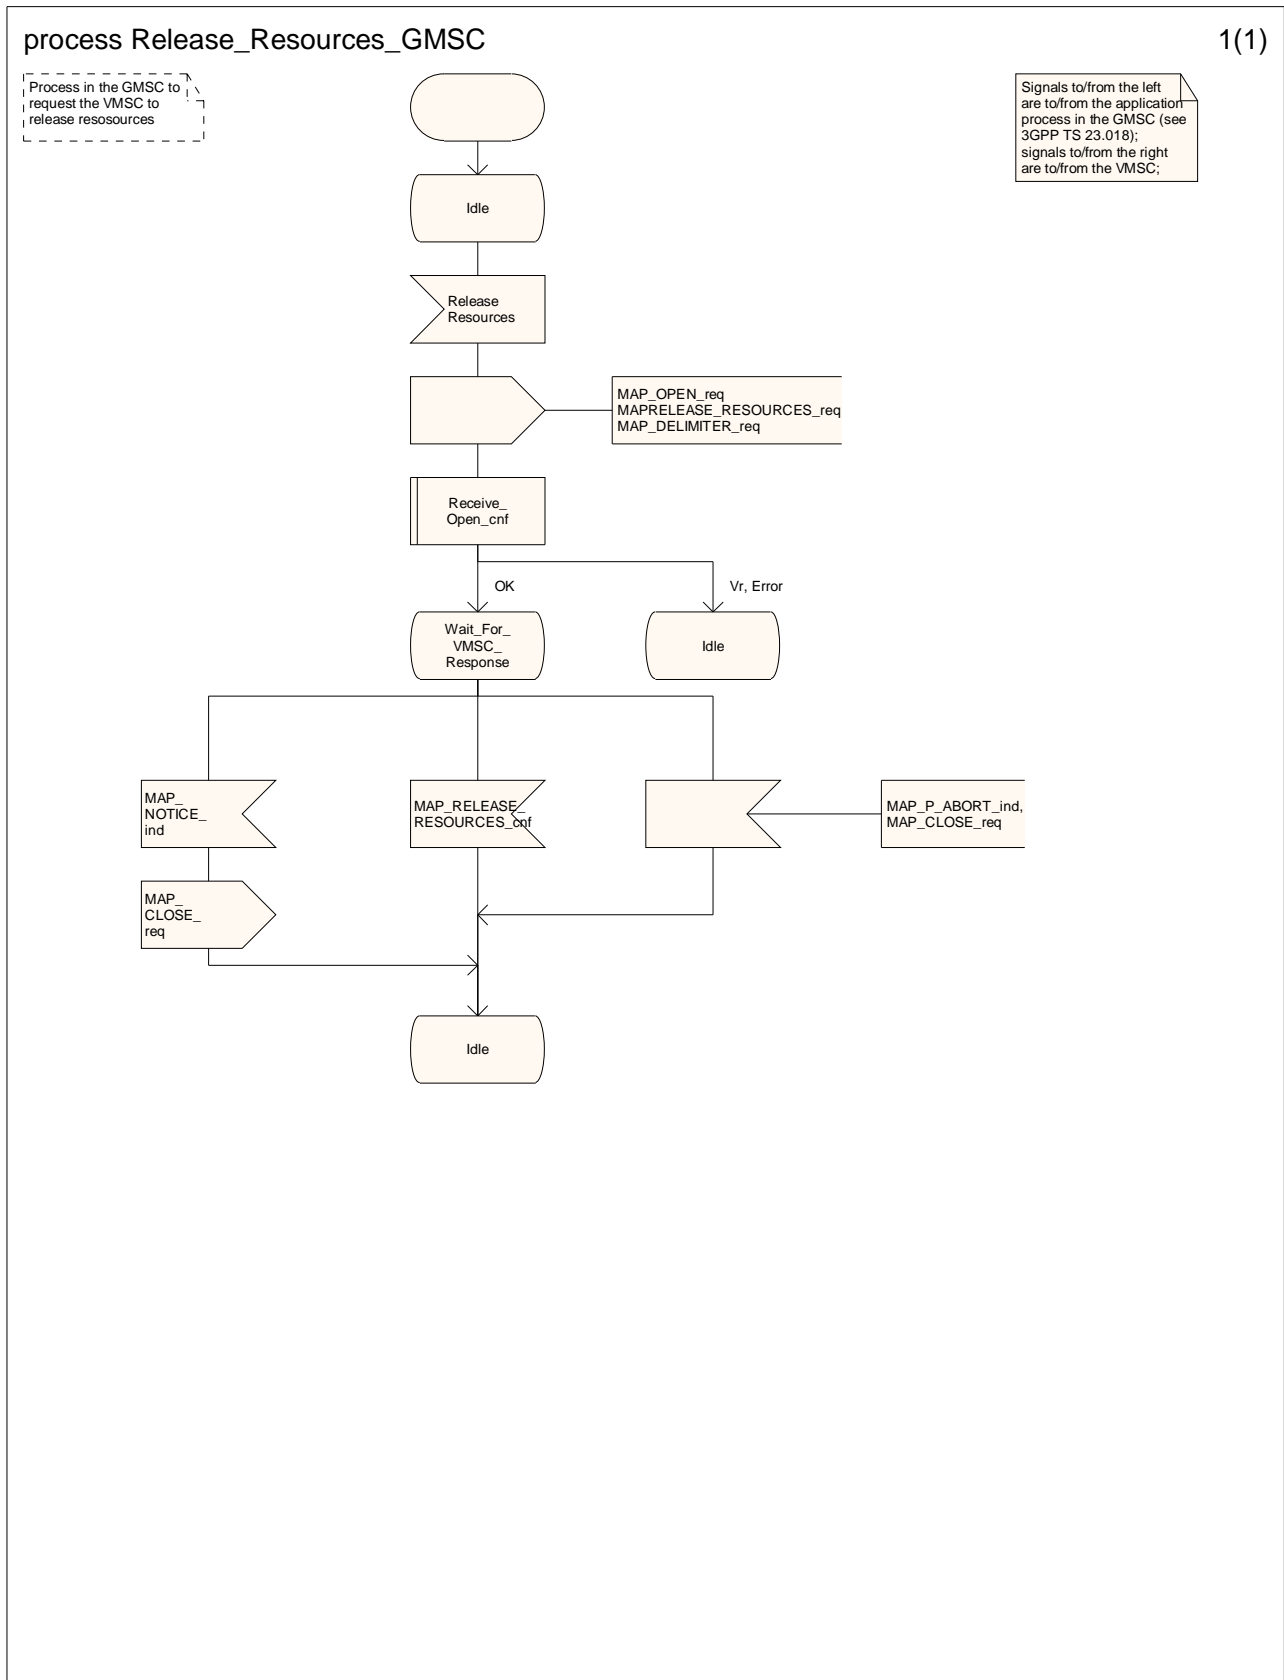 process Release_Resources_GMSC
1(1)
Process in the GMSC to
request the VMSC to
release resosources
Signals to/from the left
are to/from the application
process in the GMSC (see
3GPP TS 23.018);
signals to/from the right
are to/from the VMSC;
Idle
Release
Resources
MAP_OPEN_req
MAPRELEASE_RESOURCES_req
MAP_DELIMITER_req
Receive_
Open_cnf
OK
Vr, Error
Wait_For_
VMSC_
Response
Idle
MAP_
NOTICE_
ind
MAP_RELEASE_
RESOURCES_cnf
MAP_P_ABORT_ind,
MAP_CLOSE_req
MAP_
CLOSE_
req
Idle